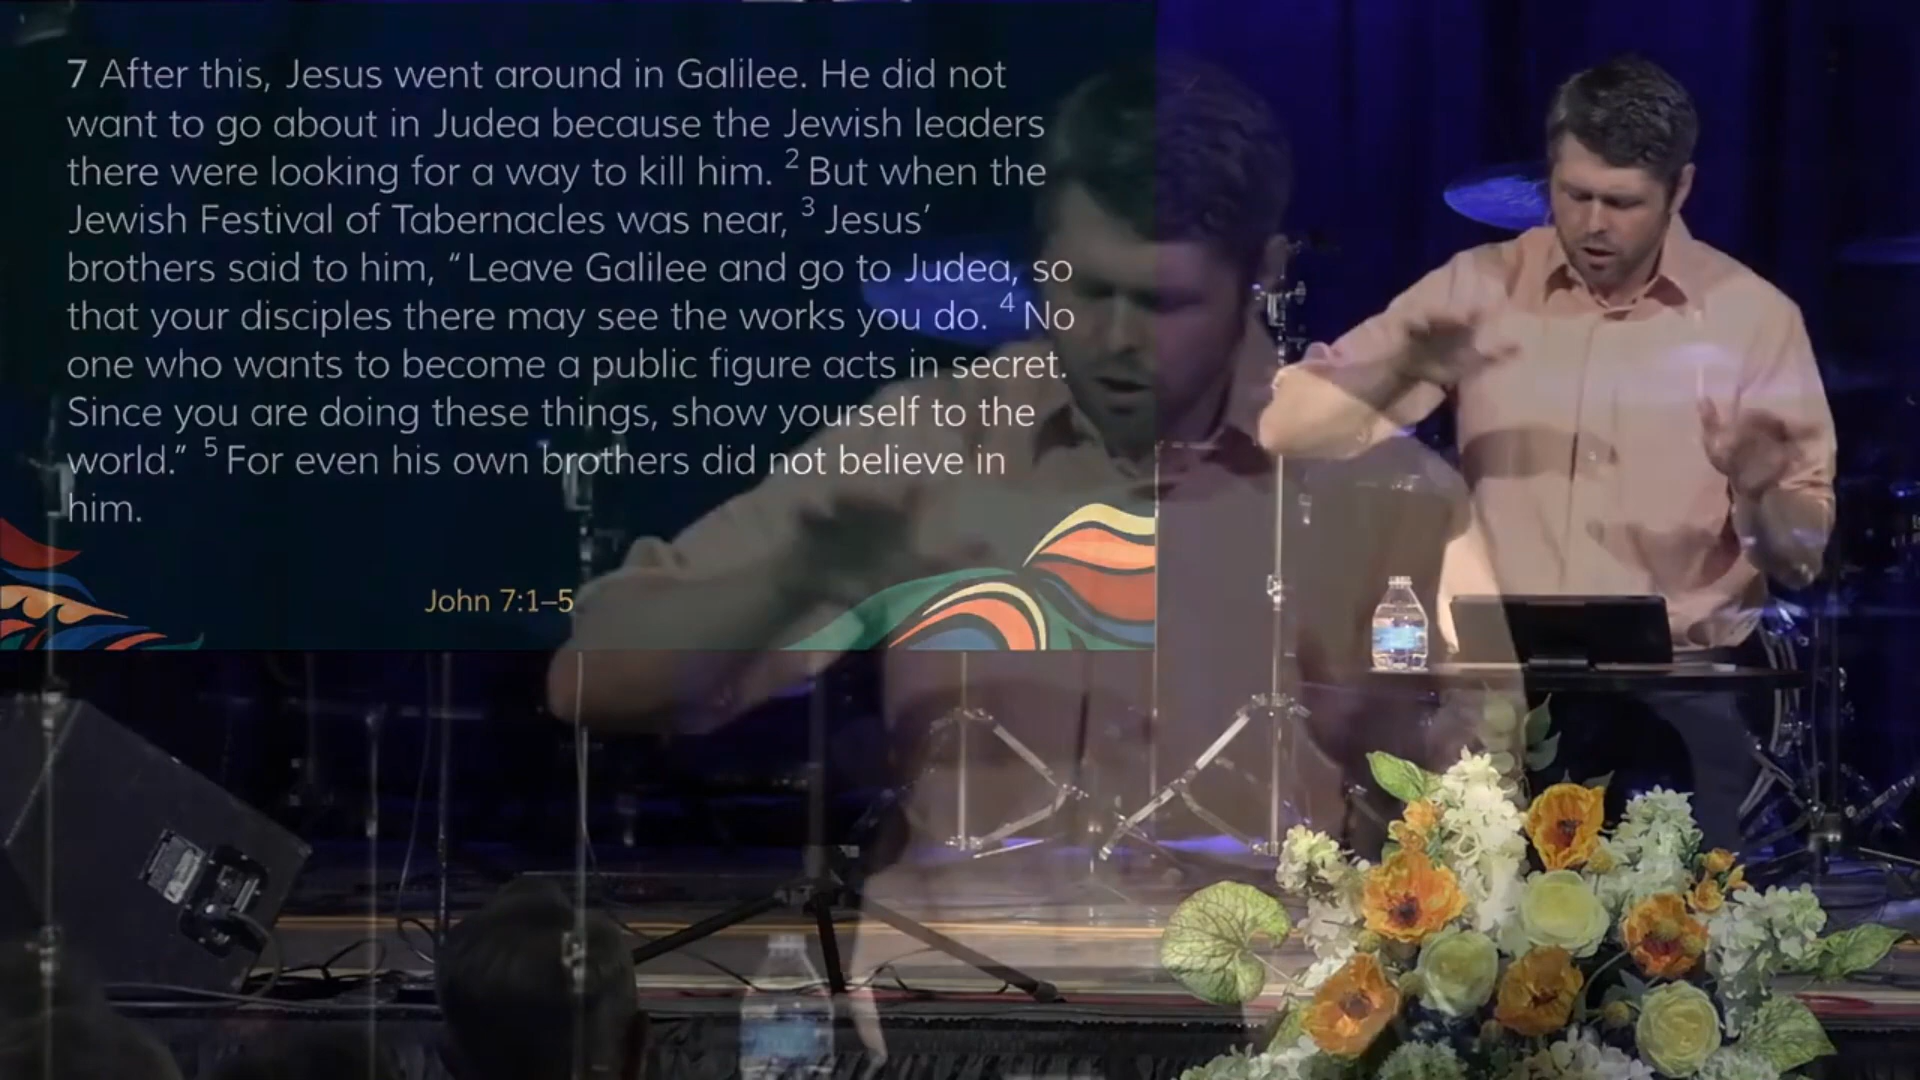 7 After this, Jesus went around in Galilee. He did not
want to go about in Judea because the Jewish leaders
there were looking for a way to kill him. 2 But when the
Jewish Festival of Tabernacles was near, 3 Jesus’
brothers said to him, “Leave Galilee and go to Judea, so
that your disciples there may see the works you do. 4 No
one who wants to become a public figure acts in secret.
Since you are doing these things, show yourself to the
world.” 5 For even his own brothers did not believe in
him.
John 7:1–5